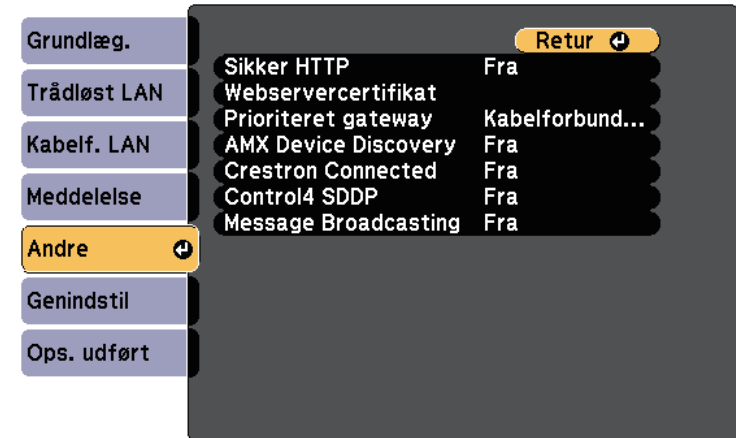 Grundlæg.
Trådløst LAN
Kabelf. LAN
Meddelelse
Andre
Genindstil
Ops. udført
Retur
Sikker HTTP Fra
Webservercertifikat
Prioriteret gateway Kabelforbund...
AMX Device Discovery Fra
Crestron Connected Fra
Control4 SDDP Fra
Message Broadcasting Fra